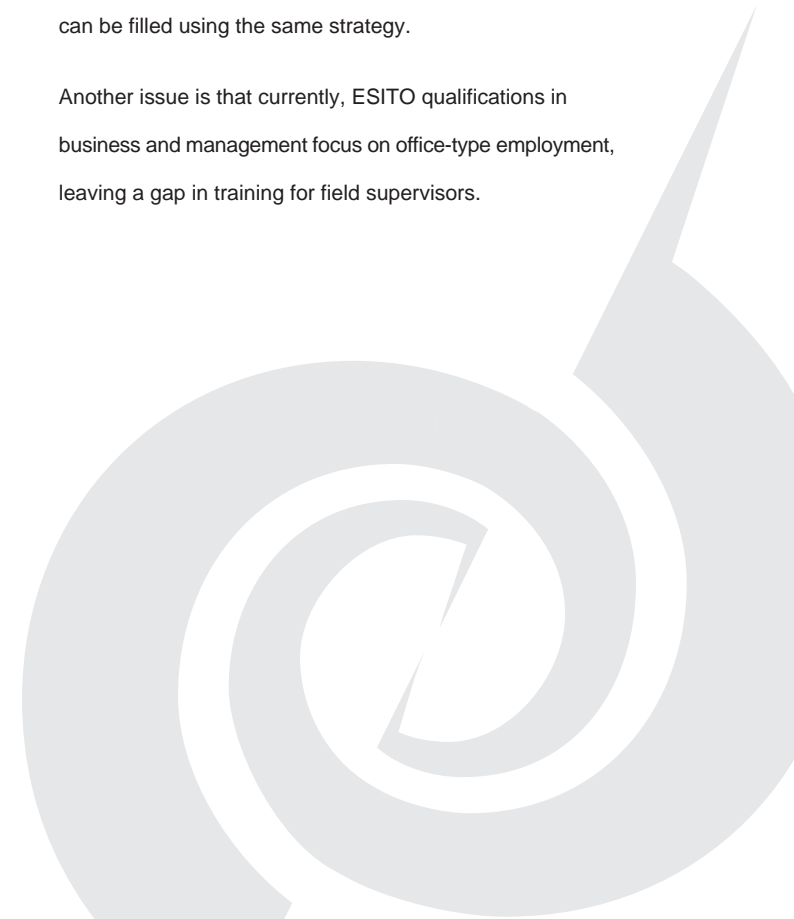 can be filled using the same strategy.
Another issue is that currently, ESITO qualifications in
business and management focus on office-type employment,
leaving a gap in training for field supervisors.